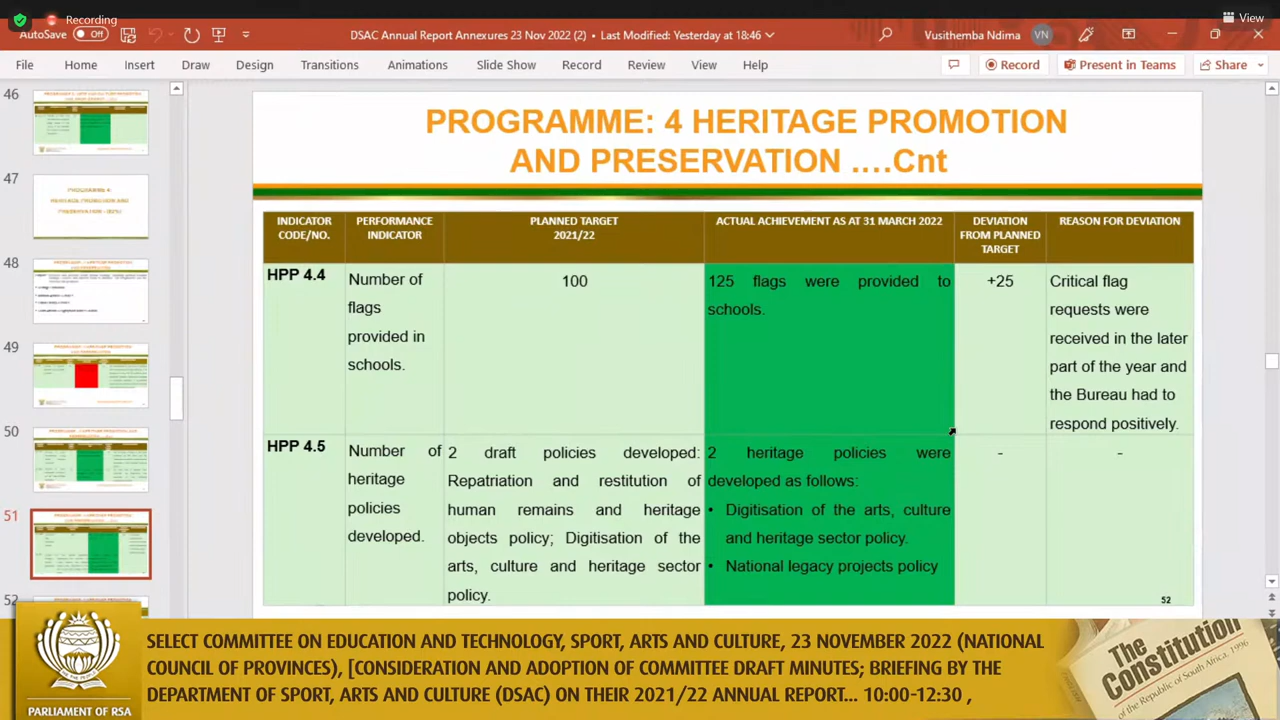 Recording
View
AutoSave Off
DSAC Annual Report Annexures 23 Nov 2022 (2) • Last Modified: Yesterday at 18:46
Vusithemba Ndima VN
File Home Insert Draw Design Transitions Animations Slide Show Record Review View Help
Record Present in Teams Share
46
47
48
49
50
51
52
PROGRAMME: 4 HERITAGE PROMOTION
AND PRESERVATION ....Cnt
INDICATOR
CODE/NO.
PERFORMANCE
INDICATOR
PLANNED TARGET
2021/22
ACTUAL ACHIEVEMENT AS AT 31 MARCH 2022
DEVIATION
FROM PLANNED
TARGET
REASON FOR DEVIATION
HPP 4.4
Number of
flags
provided in
schools.
100
125 flags were provided to
schools.
+25
Critical flag
requests were
received in the later
part of the year and
the Bureau had to
respond positively.
HPP 4.5
Number of
heritage
policies
developed.
2 draft policies developed:
Repatriation and restitution of
human remains and heritage
objects policy; Digitisation of the
arts, culture and heritage sector
policy.
2 heritage policies were
developed as follows:
• Digitisation of the arts, culture
and heritage sector policy.
• National legacy projects policy
-
-
52
SELECT COMMITTEE ON EDUCATION AND TECHNOLOGY, SPORT, ARTS AND CULTURE, 23 NOVEMBER 2022 (NATIONAL
COUNCIL OF PROVINCES), [CONSIDERATION AND ADOPTION OF COMMITTEE DRAFT MINUTES; BRIEFING BY THE
DEPARTMENT OF SPORT, ARTS AND CULTURE (DSAC) ON THEIR 2021/22 ANNUAL REPORT... 10:00-12:30 ,
PARLIAMENT OF RSA
The
Constitution
of the Republic of South Africa, 1996